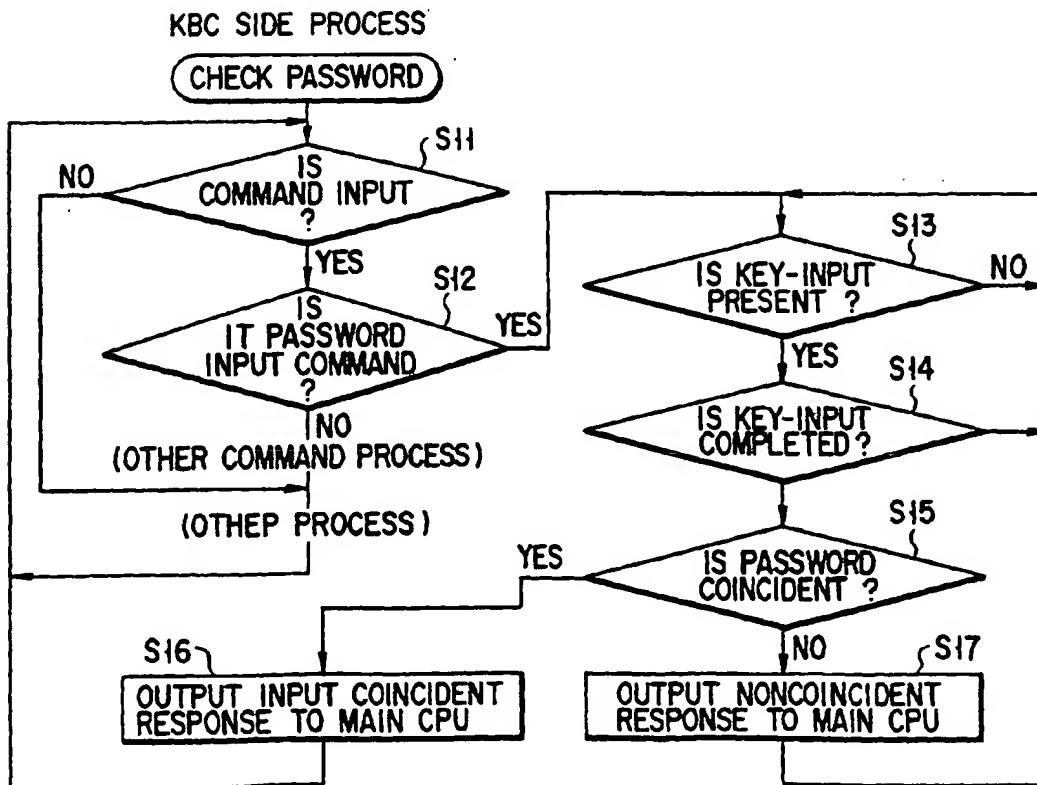 KBC SIDE PROCESS
CHECK PASSWORD
S11
IS
COMMAND INPUT
?
NO
YES
S12
IS
IT PASSWORD
INPUT COMMAND
?
YES
NO
(OTHER COMMAND PROCESS)
(OTHEP PROCESS)
S13
IS KEY-INPUT
PRESENT ?
NO
YES
S14
IS KEY-INPUT
COMPLETED?
S15
IS PASSWORD
COINCIDENT ?
YES
NO
S16
OUTPUT INPUT COINCIDENT
RESPONSE TO MAIN CPU
S17
OUTPUT NONCOINCIDENT
RESPONSE TO MAIN CPU